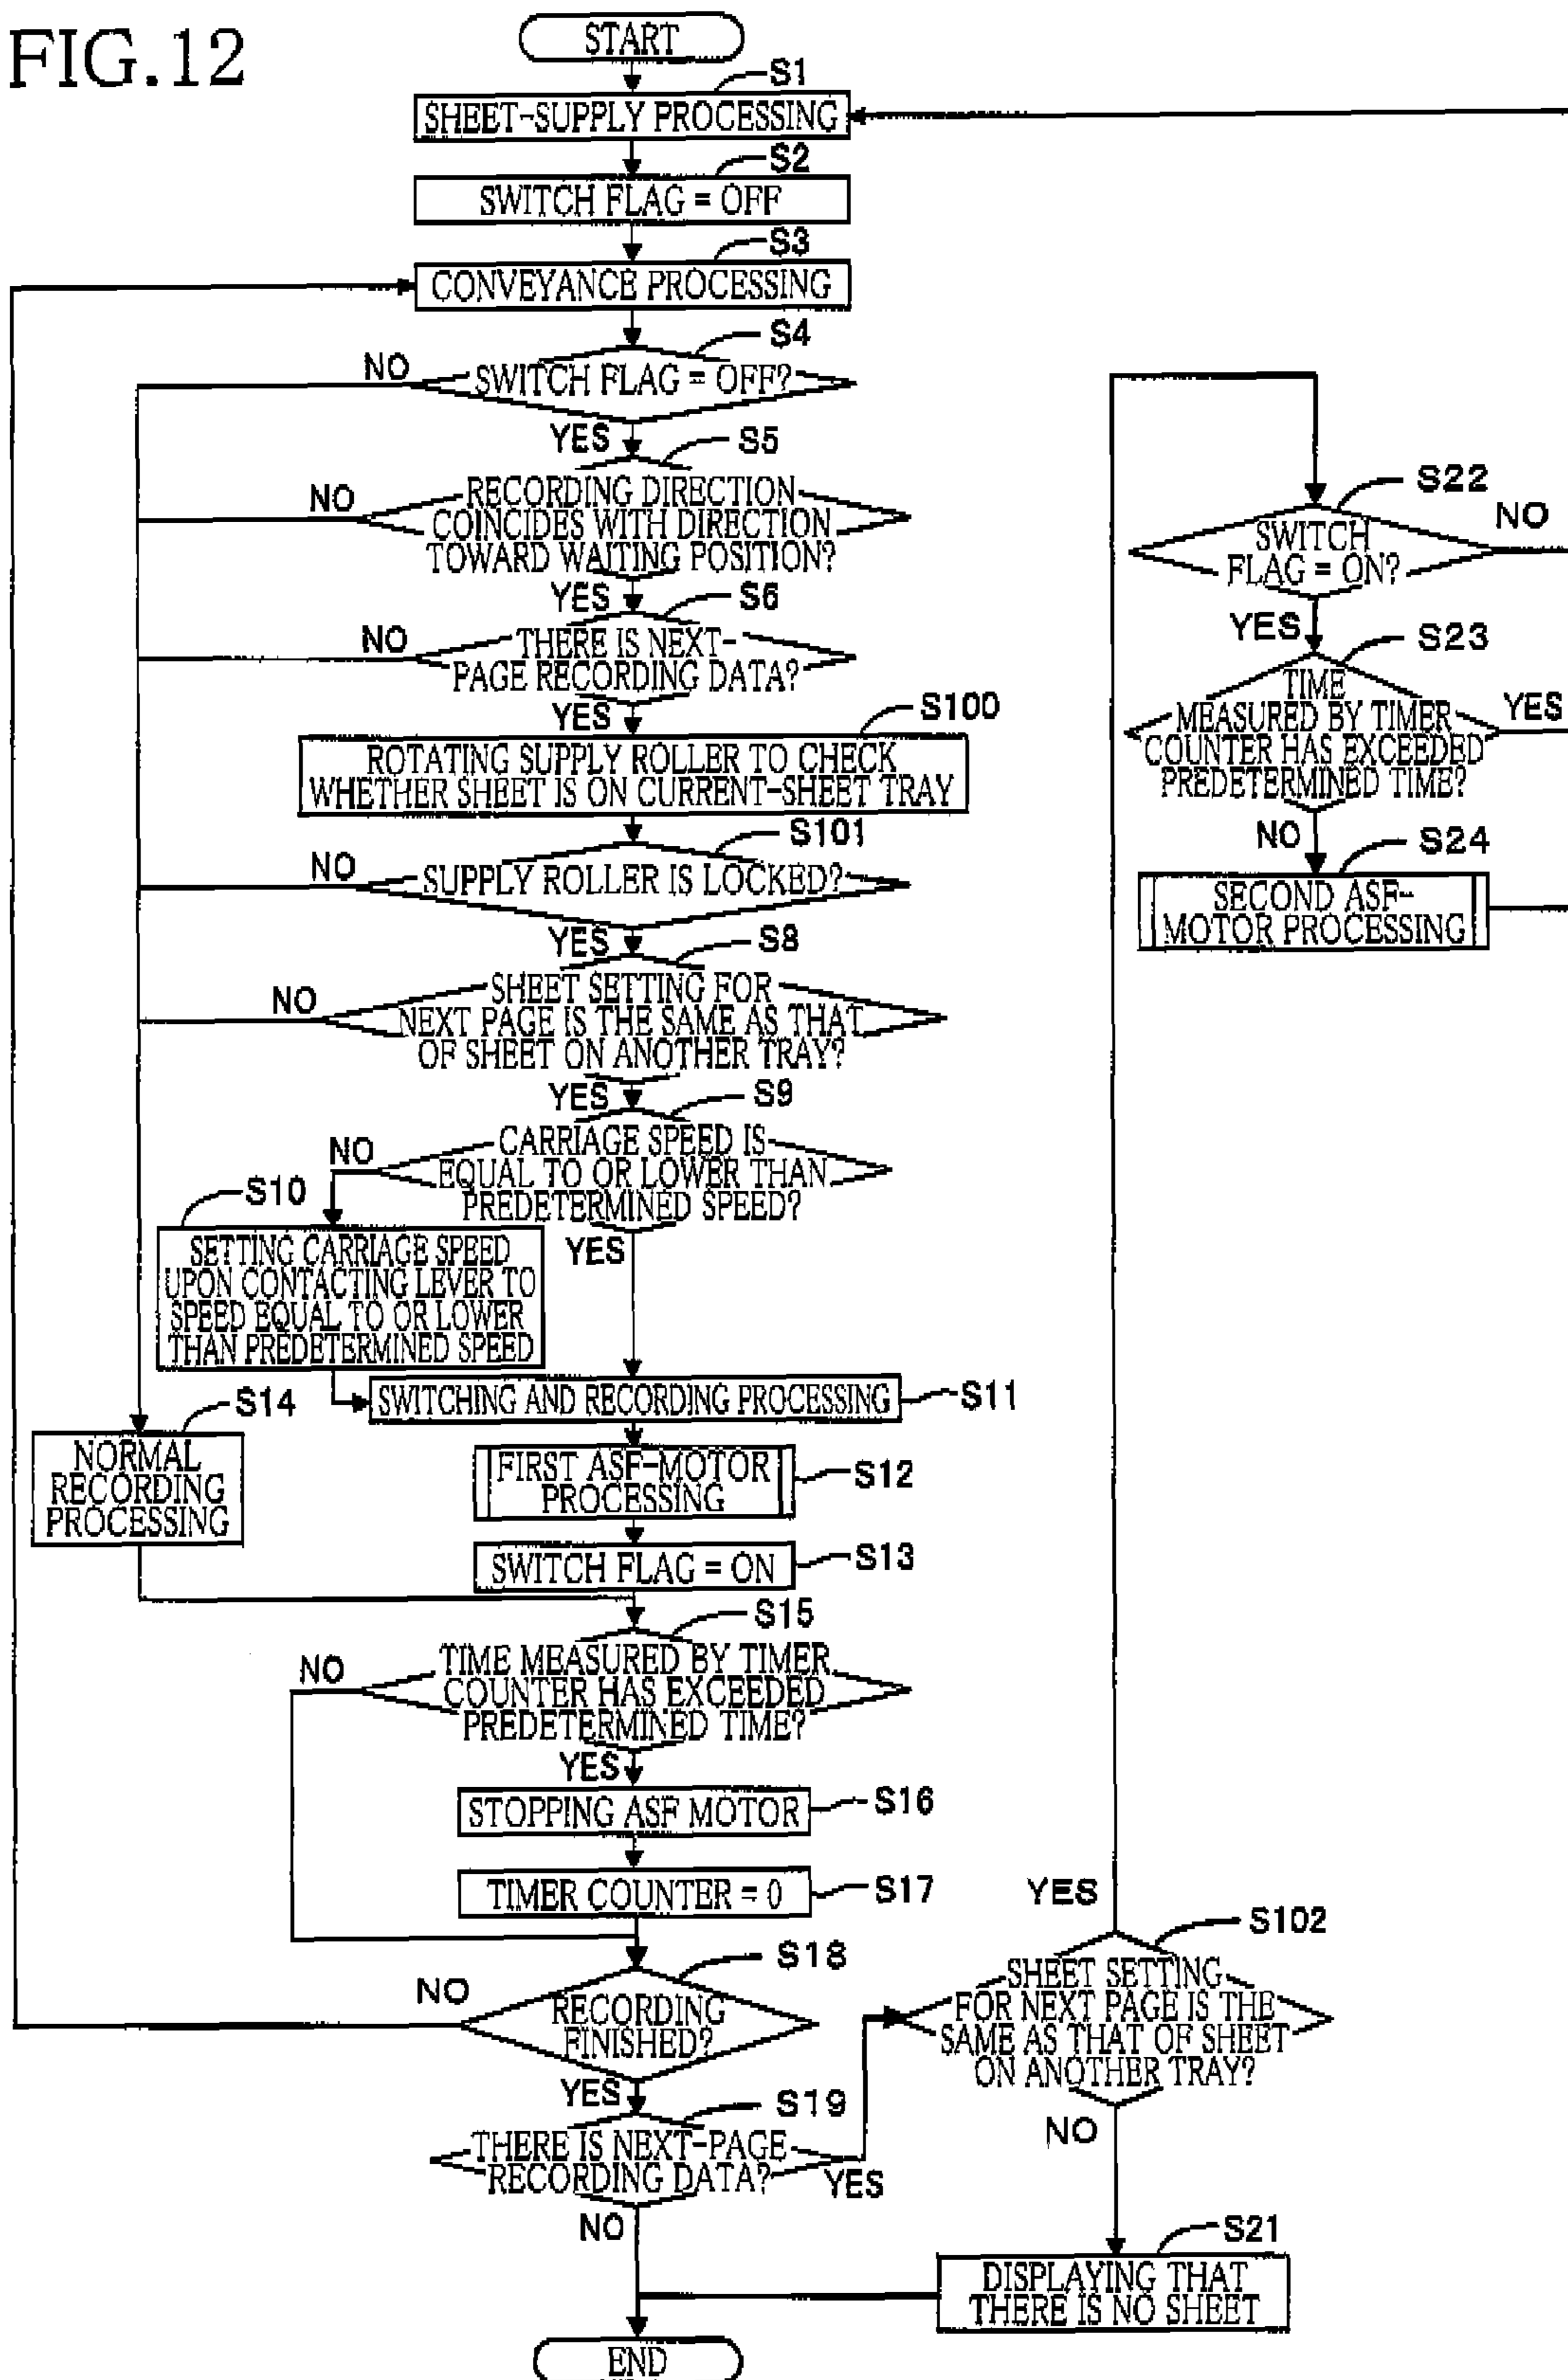 FIG.12
START
S1
SHEET-SUPPLY PROCESSING
S2
SWITCH FLAG = OFF
S3
CONVEYANCE PROCESSING
S4
SWITCH FLAG = OFF?
NO
YES
S5
RECORDING DIRECTION
COINCIDES WITH DIRECTION
TOWARD WAITING POSITION?
NO
YES
S6
THERE IS NEXT-
PAGE RECORDING DATA?
NO
YES
S100
ROTATING SUPPLY ROLLER TO CHECK
WHETHER SHEET IS ON CURRENT-SHEET TRAY
S101
SUPPLY ROLLER IS LOCKED?
NO
YES
S8
SHEET SETTING FOR
NEXT PAGE IS THE SAME AS THAT
OF SHEET ON ANOTHER TRAY?
NO
YES
S9
CARRIAGE SPEED IS
EQUAL TO OR LOWER THAN
PREDETERMINED SPEED?
NO
YES
S10
SETTING CARRIAGE SPEED
UPON CONTACTING LEVER TO
SPEED EQUAL TO OR LOWER
THAN PREDETERMINED SPEED
SWITCHING AND RECORDING PROCESSING
S11
S14
NORMAL
RECORDING
PROCESSING
FIRST ASF-MOTOR
PROCESSING
S12
SWITCH FLAG = ON
S13
S15
TIME MEASURED BY TIMER
COUNTER HAS EXCEEDED
PREDETERMINED TIME?
NO
YES
STOPPING ASF MOTOR
S16
TIMER COUNTER = 0
S17
S18
RECORDING
FINISHED?
NO
YES
S19
THERE IS NEXT-PAGE
RECORDING DATA?
YES
NO
END
S22
SWITCH
FLAG = ON?
NO
YES
S23
TIME
MEASURED BY TIMER
COUNTER HAS EXCEEDED
PREDETERMINED TIME?
YES
NO
S24
SECOND ASF-
MOTOR PROCESSING
YES
S102
SHEET SETTING
FOR NEXT PAGE IS THE
SAME AS THAT OF SHEET
ON ANOTHER TRAY?
NO
S21
DISPLAYING THAT
THERE IS NO SHEET